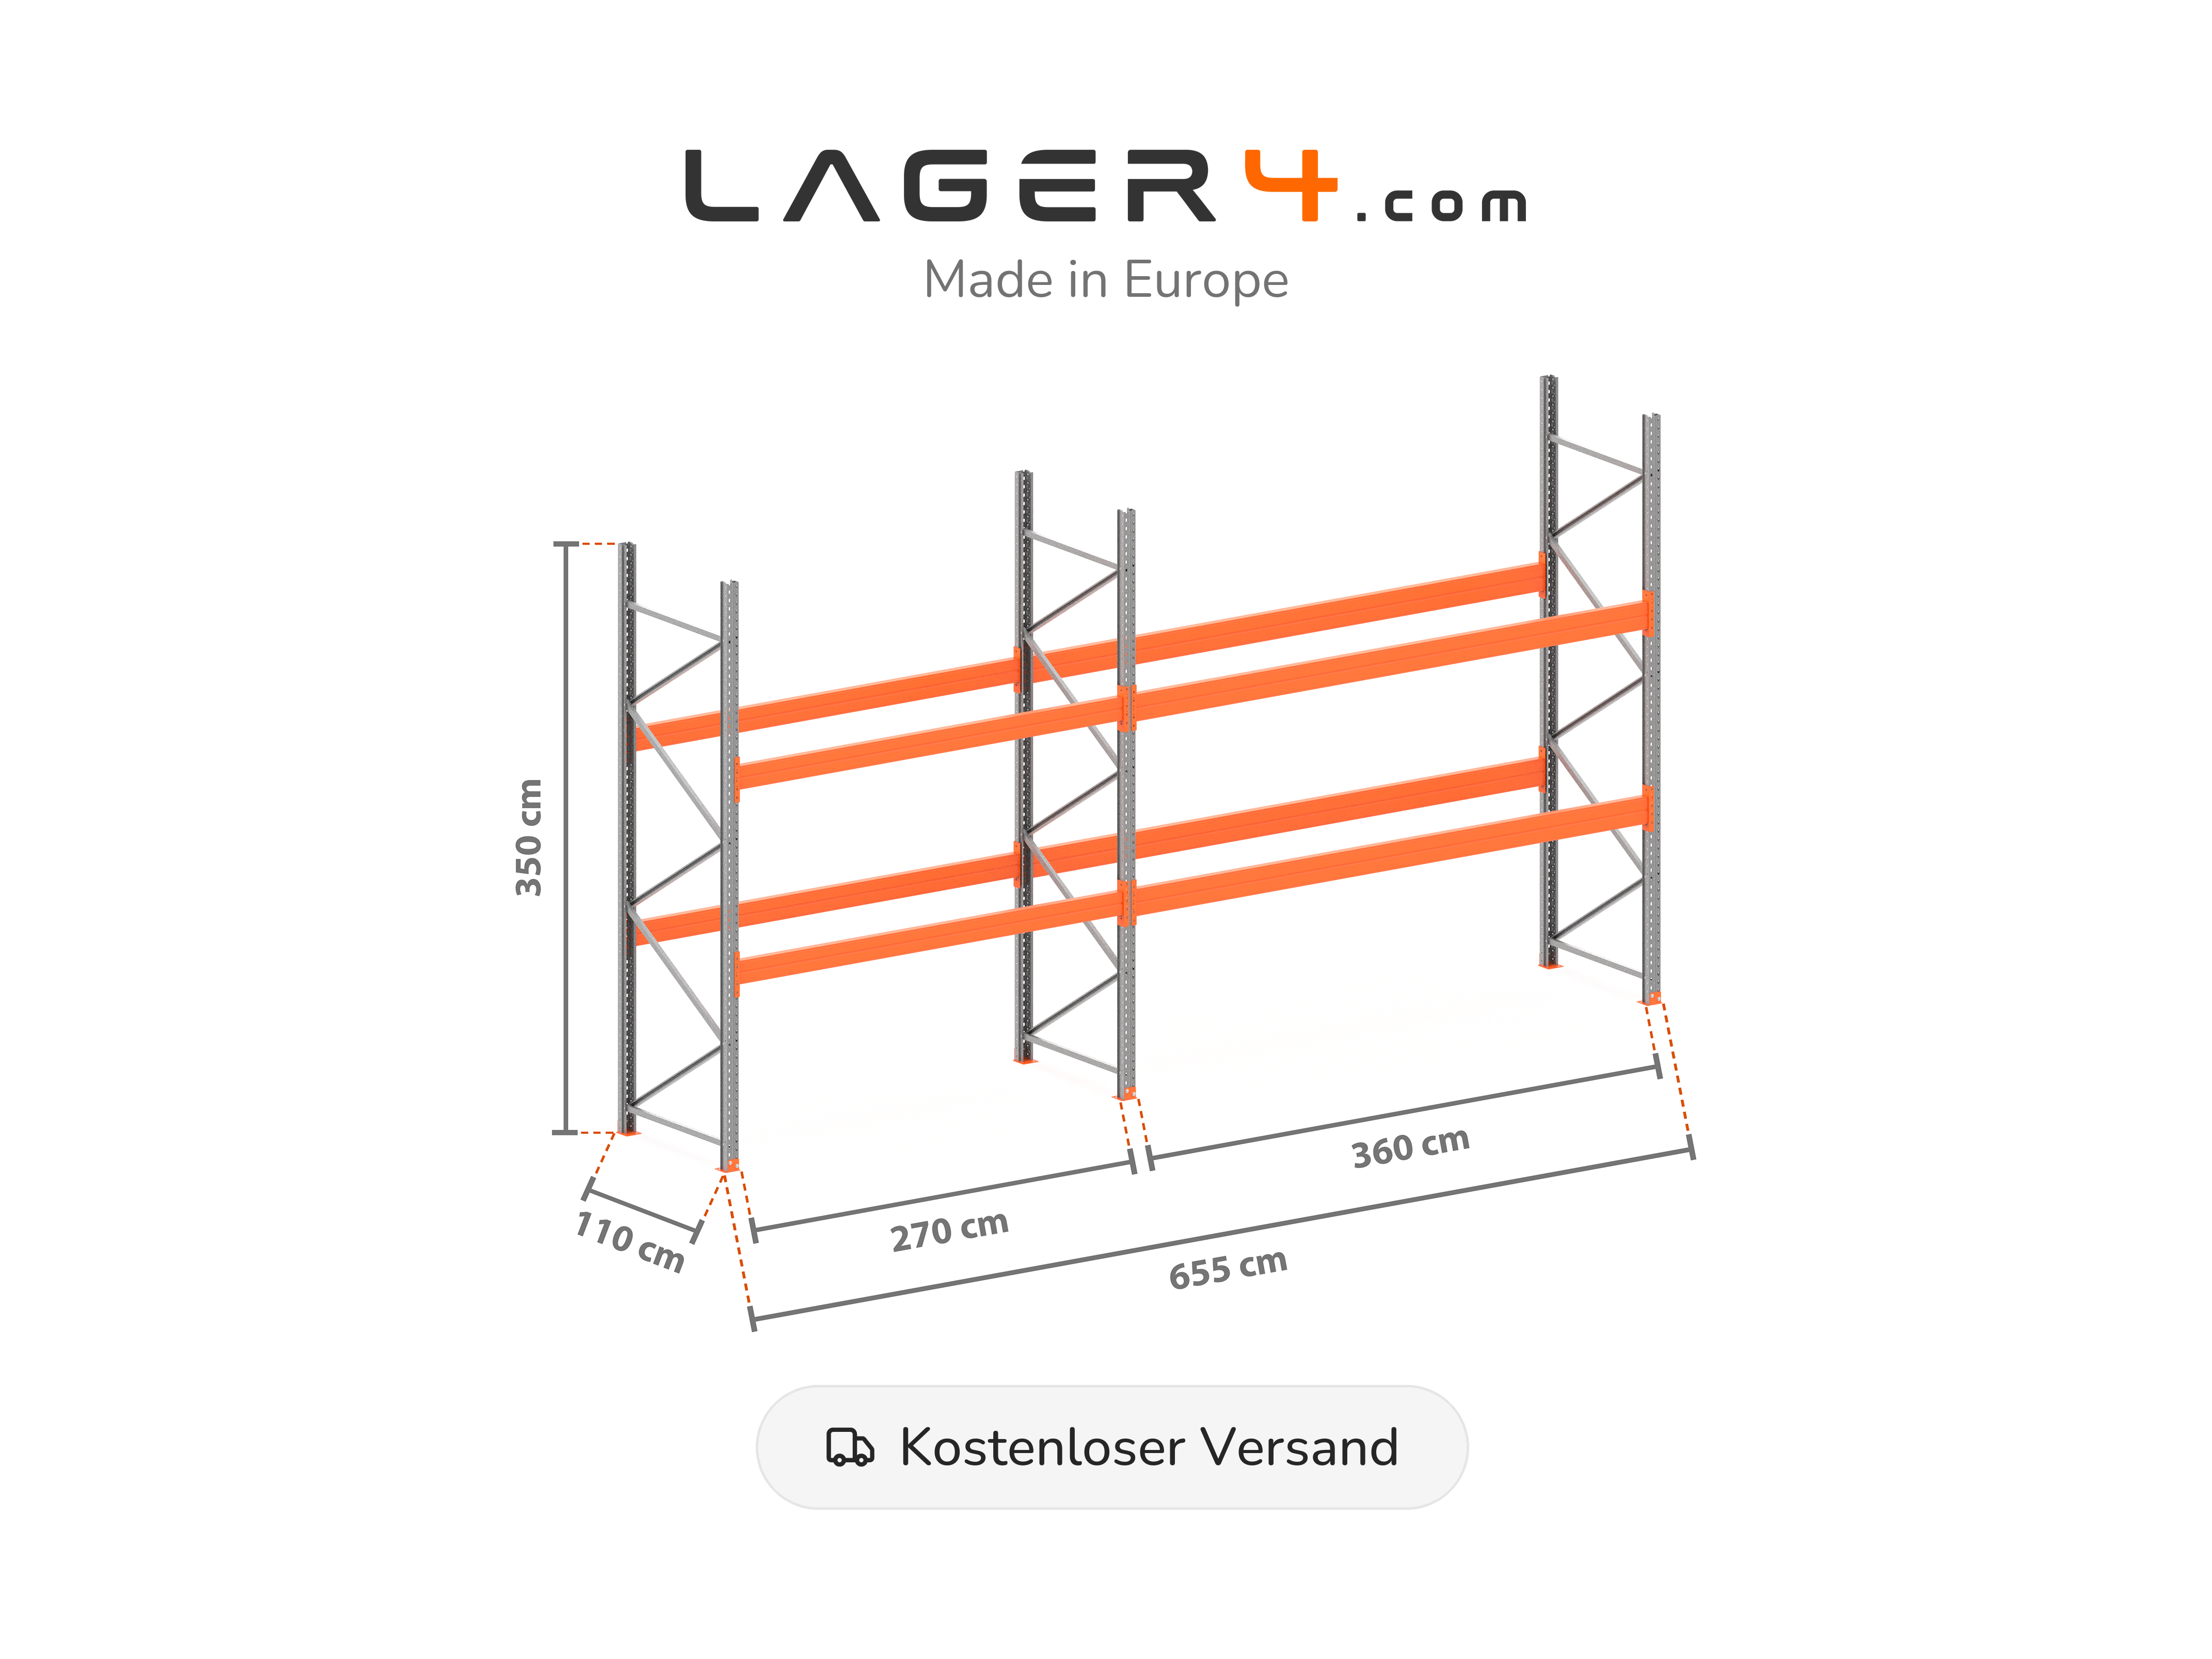 LAGER4.com
Made in Europe
350 cm
110 cm
270 cm
360 cm
655 cm
Kostenloser Versand